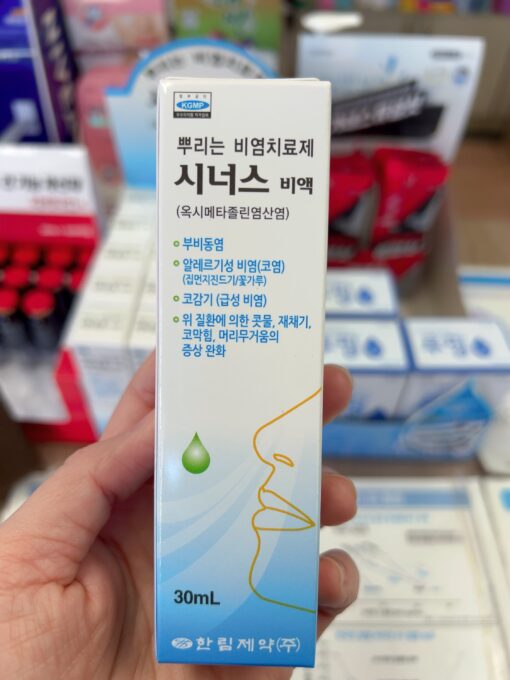 KGMP
뿌리는 비염치료제
시너스 비액
(옥시메타졸린염산염)
부비동염
알레르기성 비염(코염)
(집먼지진드기/꽃가루)
코감기 (급성 비염)
위 질환에 의한 콧물, 재채기,
코막힘, 머리무거움의
증상 완화
30mL
한림제약(주)